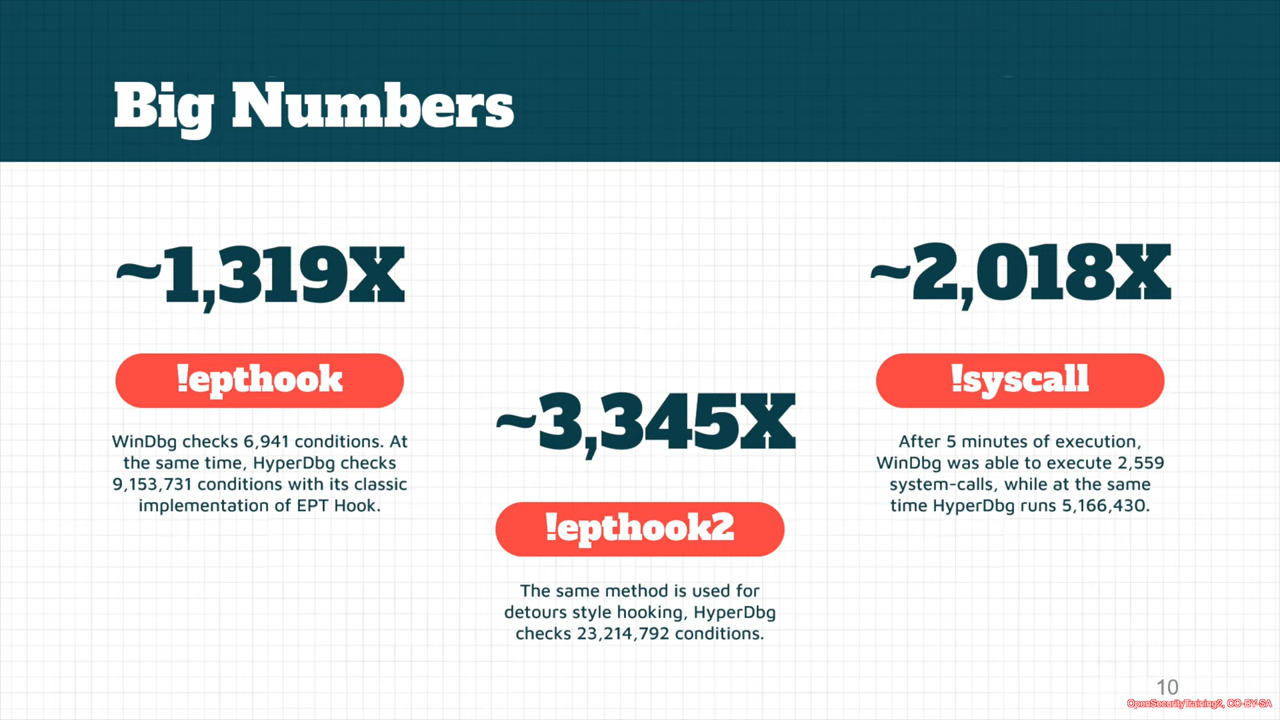 Big Numbers
~1,319X
!epthook
WinDbg checks 6,941 conditions. At
the same time, HyperDbg checks
9,153,731 conditions with its classic
implementation of EPT Hook.
~3,345X
!epthook2
The same method is used for
detours style hooking, HyperDbg
checks 23,214,792 conditions.
~2,018X
!syscall
After 5 minutes of execution,
WinDbg was able to execute 2,559
system-calls, while at the same
time HyperDbg runs 5,166,430.
10
OpenSecurityTraining2, CC-BY-SA